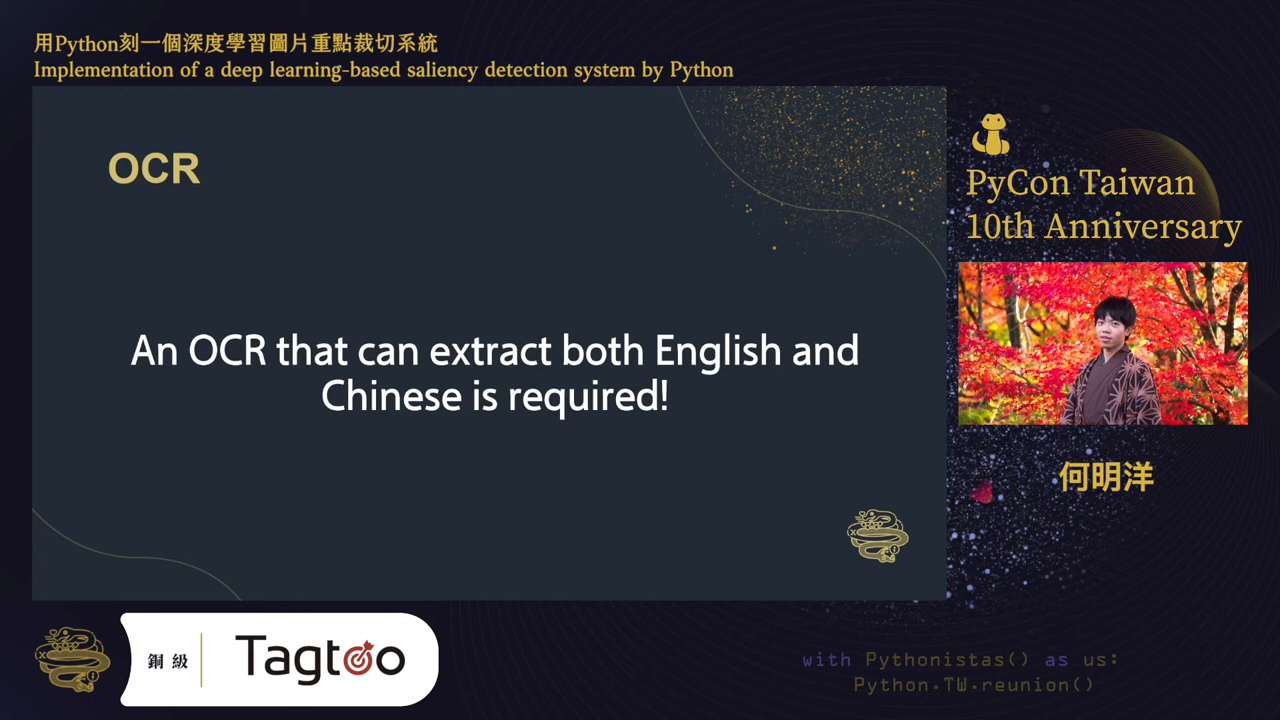 用Python刻一個深度學習圖片重點裁切系統
Implementation of a deep learning-based saliency detection system by Python
OCR
An OCR that can extract both English and
Chinese is required!
PyCon Taiwan
10th Anniversary
何明洋
銅級
Tagtoo
with Pythonistas() as us:
Python.TW.reunion()